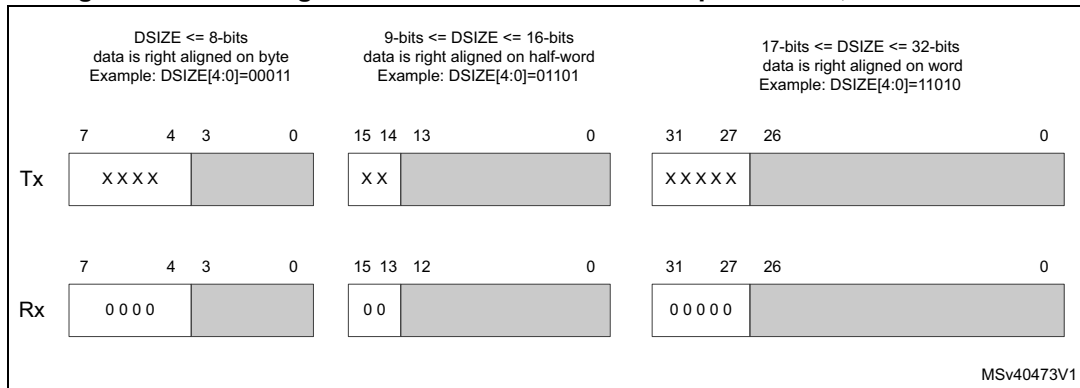 DSIZE <= 8-bits
data is right aligned on byte
Example: DSIZE[4:0]=00011
9-bits <= DSIZE <= 16-bits
data is right aligned on half-word
Example: DSIZE[4:0]=01101
17-bits <= DSIZE <= 32-bits
data is right aligned on word
Example: DSIZE[4:0]=11010
7 4 3 0 15 14 13 0 31 27 26 0
Tx XXXX XX XXXXX
7 4 3 0 15 13 12 0 31 27 26 0
Rx 0000 00 00000
MSv40473V1